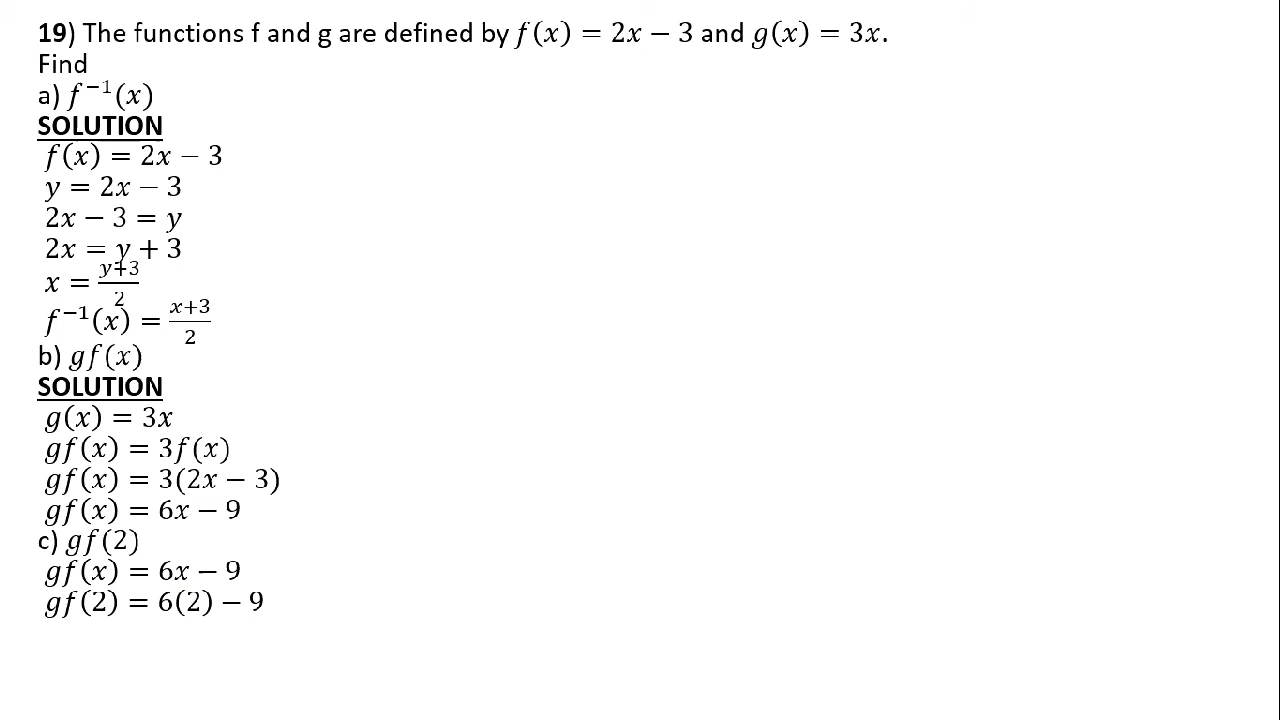 19) The functions f and g are defined by f(x) = 2x − 3 and g(x) = 3x.
Find
a) f⁻¹(x)
SOLUTION
f(x) = 2x − 3
y = 2x − 3
2x − 3 = y
2x = y + 3
x = (y+3)/2
f⁻¹(x) = (x+3)/2
b) gf(x)
SOLUTION
g(x) = 3x
gf(x) = 3f(x)
gf(x) = 3(2x − 3)
gf(x) = 6x − 9
c) gf(2)
gf(x) = 6x − 9
gf(2) = 6(2) − 9